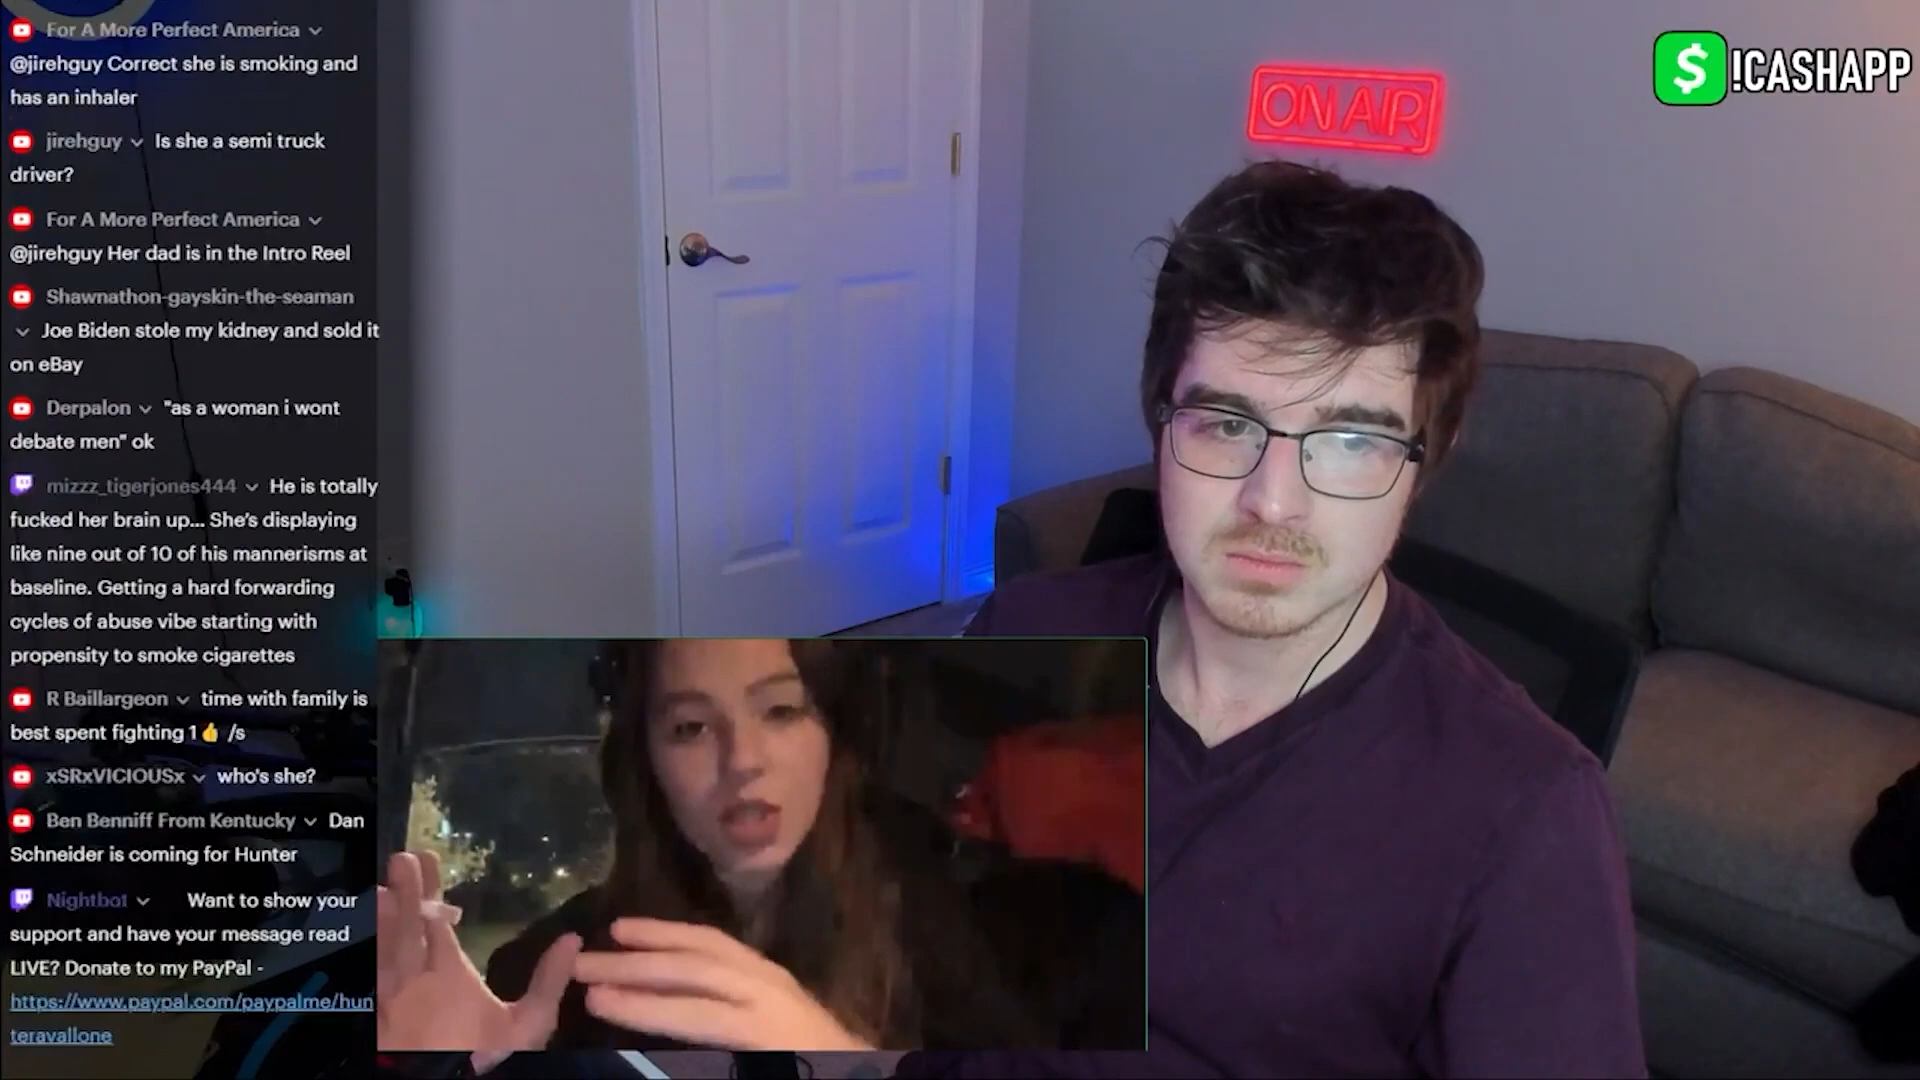 For A More Perfect America
@jirehguy Correct she is smoking and
has an inhaler
jirehguy Is she a semi truck
driver?
For A More Perfect America
@jirehguy Her dad is in the Intro Reel
Shawnathon-gayskin-the-seaman
Joe Biden stole my kidney and sold it
on eBay
Derpalon "as a woman i wont
debate men" ok
mizzz_tigerjones444 He is totally
fucked her brain up... She's displaying
like nine out of 10 of his mannerisms at
baseline. Getting a hard forwarding
cycles of abuse vibe starting with
propensity to smoke cigarettes
R Baillargeon time with family is
best spent fighting 1👍 /s
xSRxVICIOUSx who's she?
Ben Benniff From Kentucky Dan
Schneider is coming for Hunter
Nightbot Want to show your
support and have your message read
LIVE? Donate to my PayPal -
https://www.paypal.com/paypalme/hun
teravallone
ON AIR
$ !CASHAPP